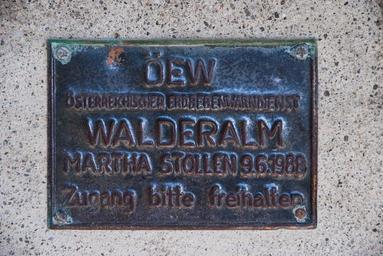 ÖEW
ÖSTERREICHISCHER ERDBEBENWARNDIENST
WALDERALM
MARTHA STOLLEN 9.6.1988
Zugang bitte freihalten